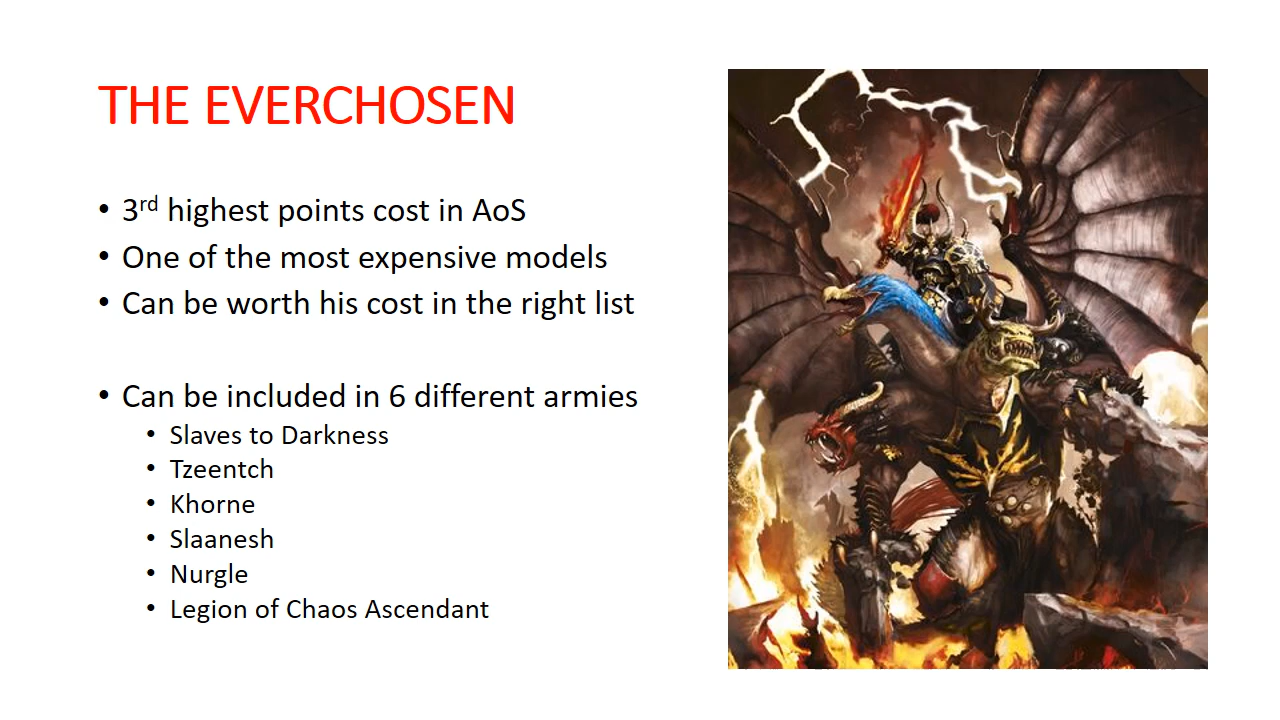 THE EVERCHOSEN
• 3rd highest points cost in AoS
• One of the most expensive models
• Can be worth his cost in the right list
• Can be included in 6 different armies
• Slaves to Darkness
• Tzeentch
• Khorne
• Slaanesh
• Nurgle
• Legion of Chaos Ascendant